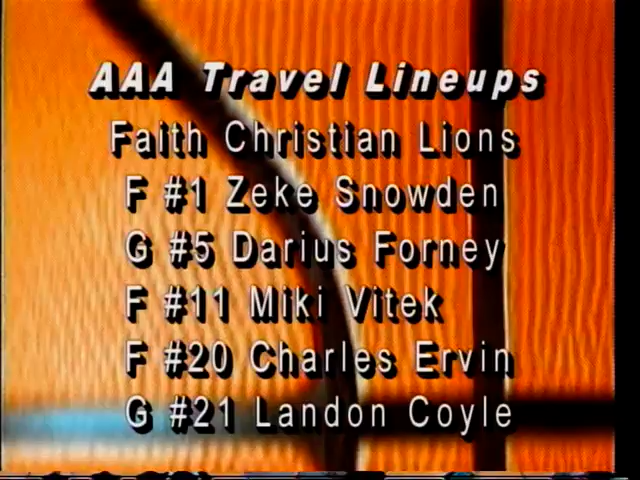 AAA Travel Lineups
Faith Christian Lions
F #1 Zeke Snowden
G #5 Darius Forney
F #11 Miki Vitek
F #20 Charles Ervin
G #21 Landon Coyle